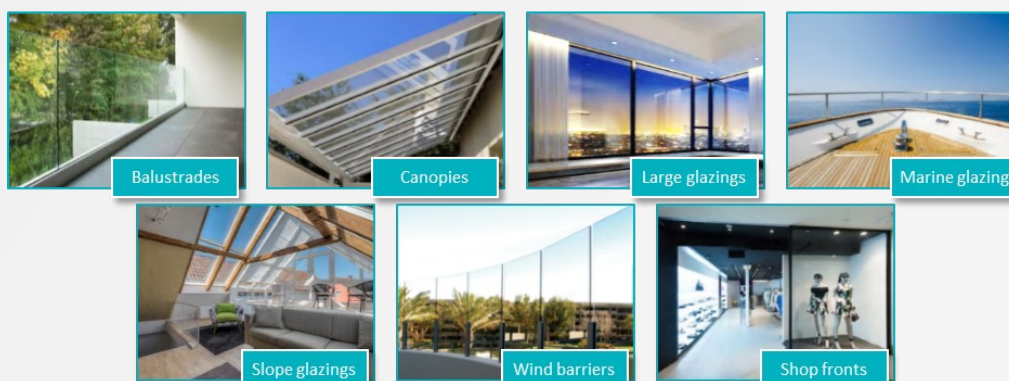 Balustrades
Canopies
Large glazings
Marine glazing
Slope glazings
Wind barriers
Shop fronts